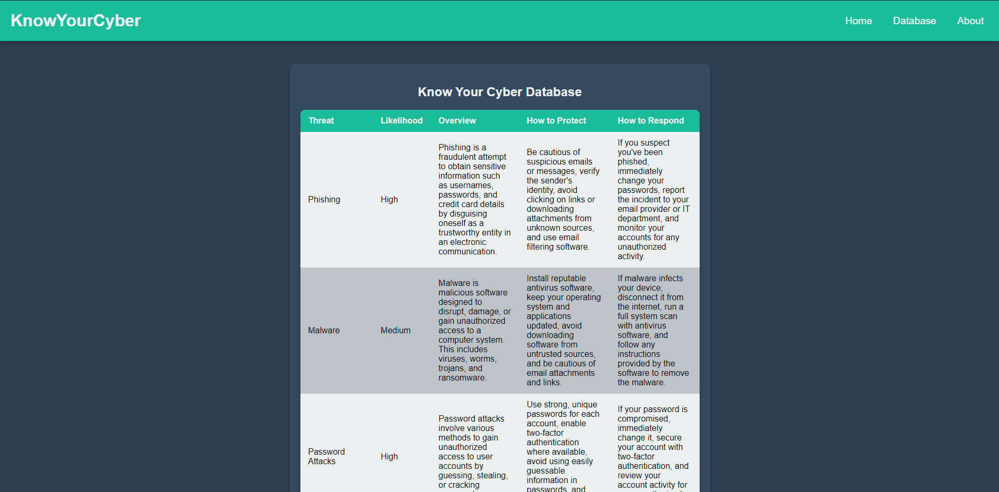 KnowYourCyber
Home Database About
Know Your Cyber Database
Threat Likelihood Overview How to Protect How to Respond
Phishing
High
Phishing is a
fraudulent attempt
to obtain sensitive
information such
as usernames,
passwords, and
credit card details
by disguising
oneself as a
trustworthy entity in
an electronic
communication.
Be cautious of
suspicious emails
or messages, verify
the sender's
identity, avoid
clicking on links or
downloading
attachments from
unknown sources,
and use email
filtering software.
If you suspect
you've been
phished,
immediately
change your
passwords, report
the incident to your
email provider or IT
department, and
monitor your
accounts for any
unauthorized
activity.
Malware
Medium
Malware is
malicious software
designed to
disrupt, damage, or
gain unauthorized
access to a
computer system.
This includes
viruses, worms,
trojans, and
ransomware.
Install reputable
antivirus software,
keep your operating
system and
applications
updated, avoid
downloading
software from
untrusted sources,
and be cautious of
email attachments
and links.
If malware infects
your device,
disconnect it from
the internet, run a
full system scan
with antivirus
software, and
follow any
instructions
provided by the
software to remove
the malware.
Password
Attacks
High
Password attacks
involve various
methods to gain
unauthorized
access to user
accounts by
guessing, stealing,
or cracking
Use strong, unique
passwords for each
account, enable
two-factor
authentication
where available,
avoid using easily
guessable
information in
passwords, and
If your password is
compromised,
immediately
change it, secure
your account with
two-factor
authentication, and
review your
account activity for